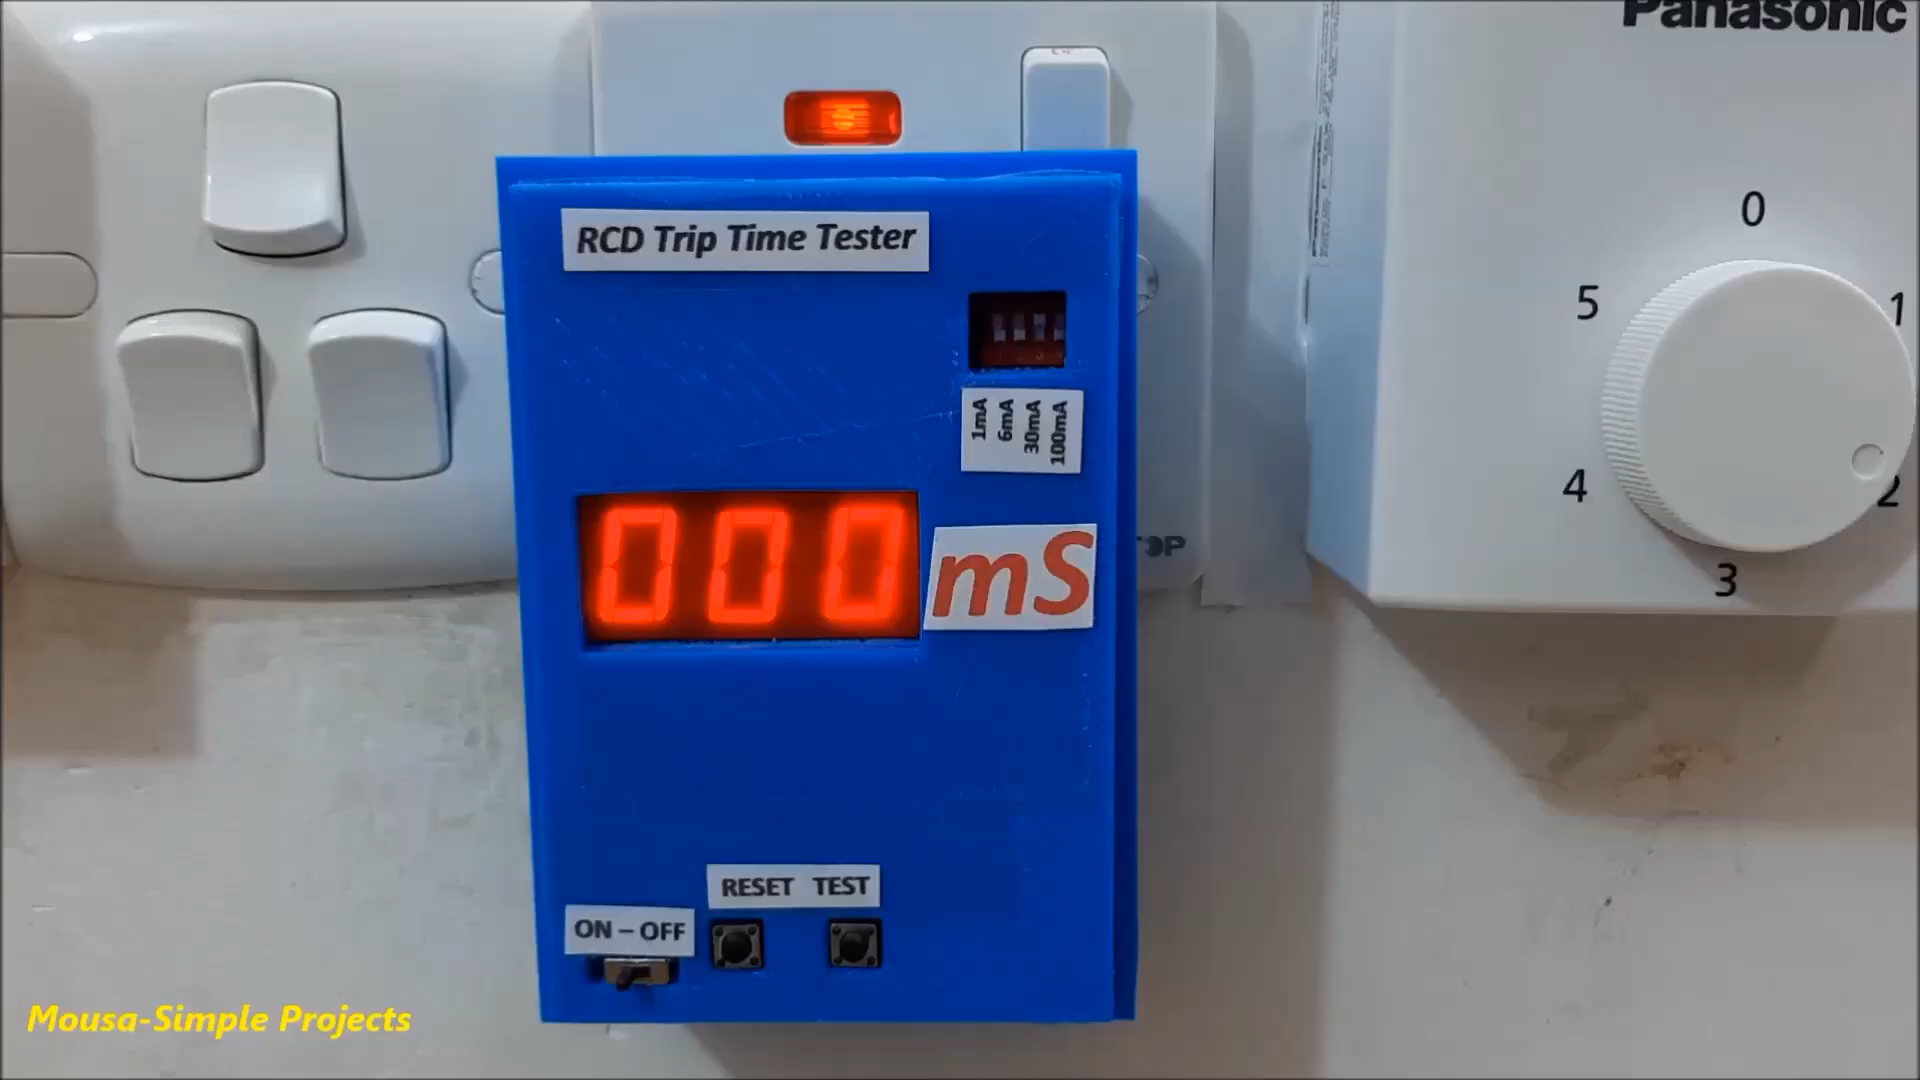 Panasonic
RCD Trip Time Tester
0
5
1
1mA
6mA
30mA
100mA
4
2
000
mS
3
RESET TEST
ON – OFF
Mousa-Simple Projects